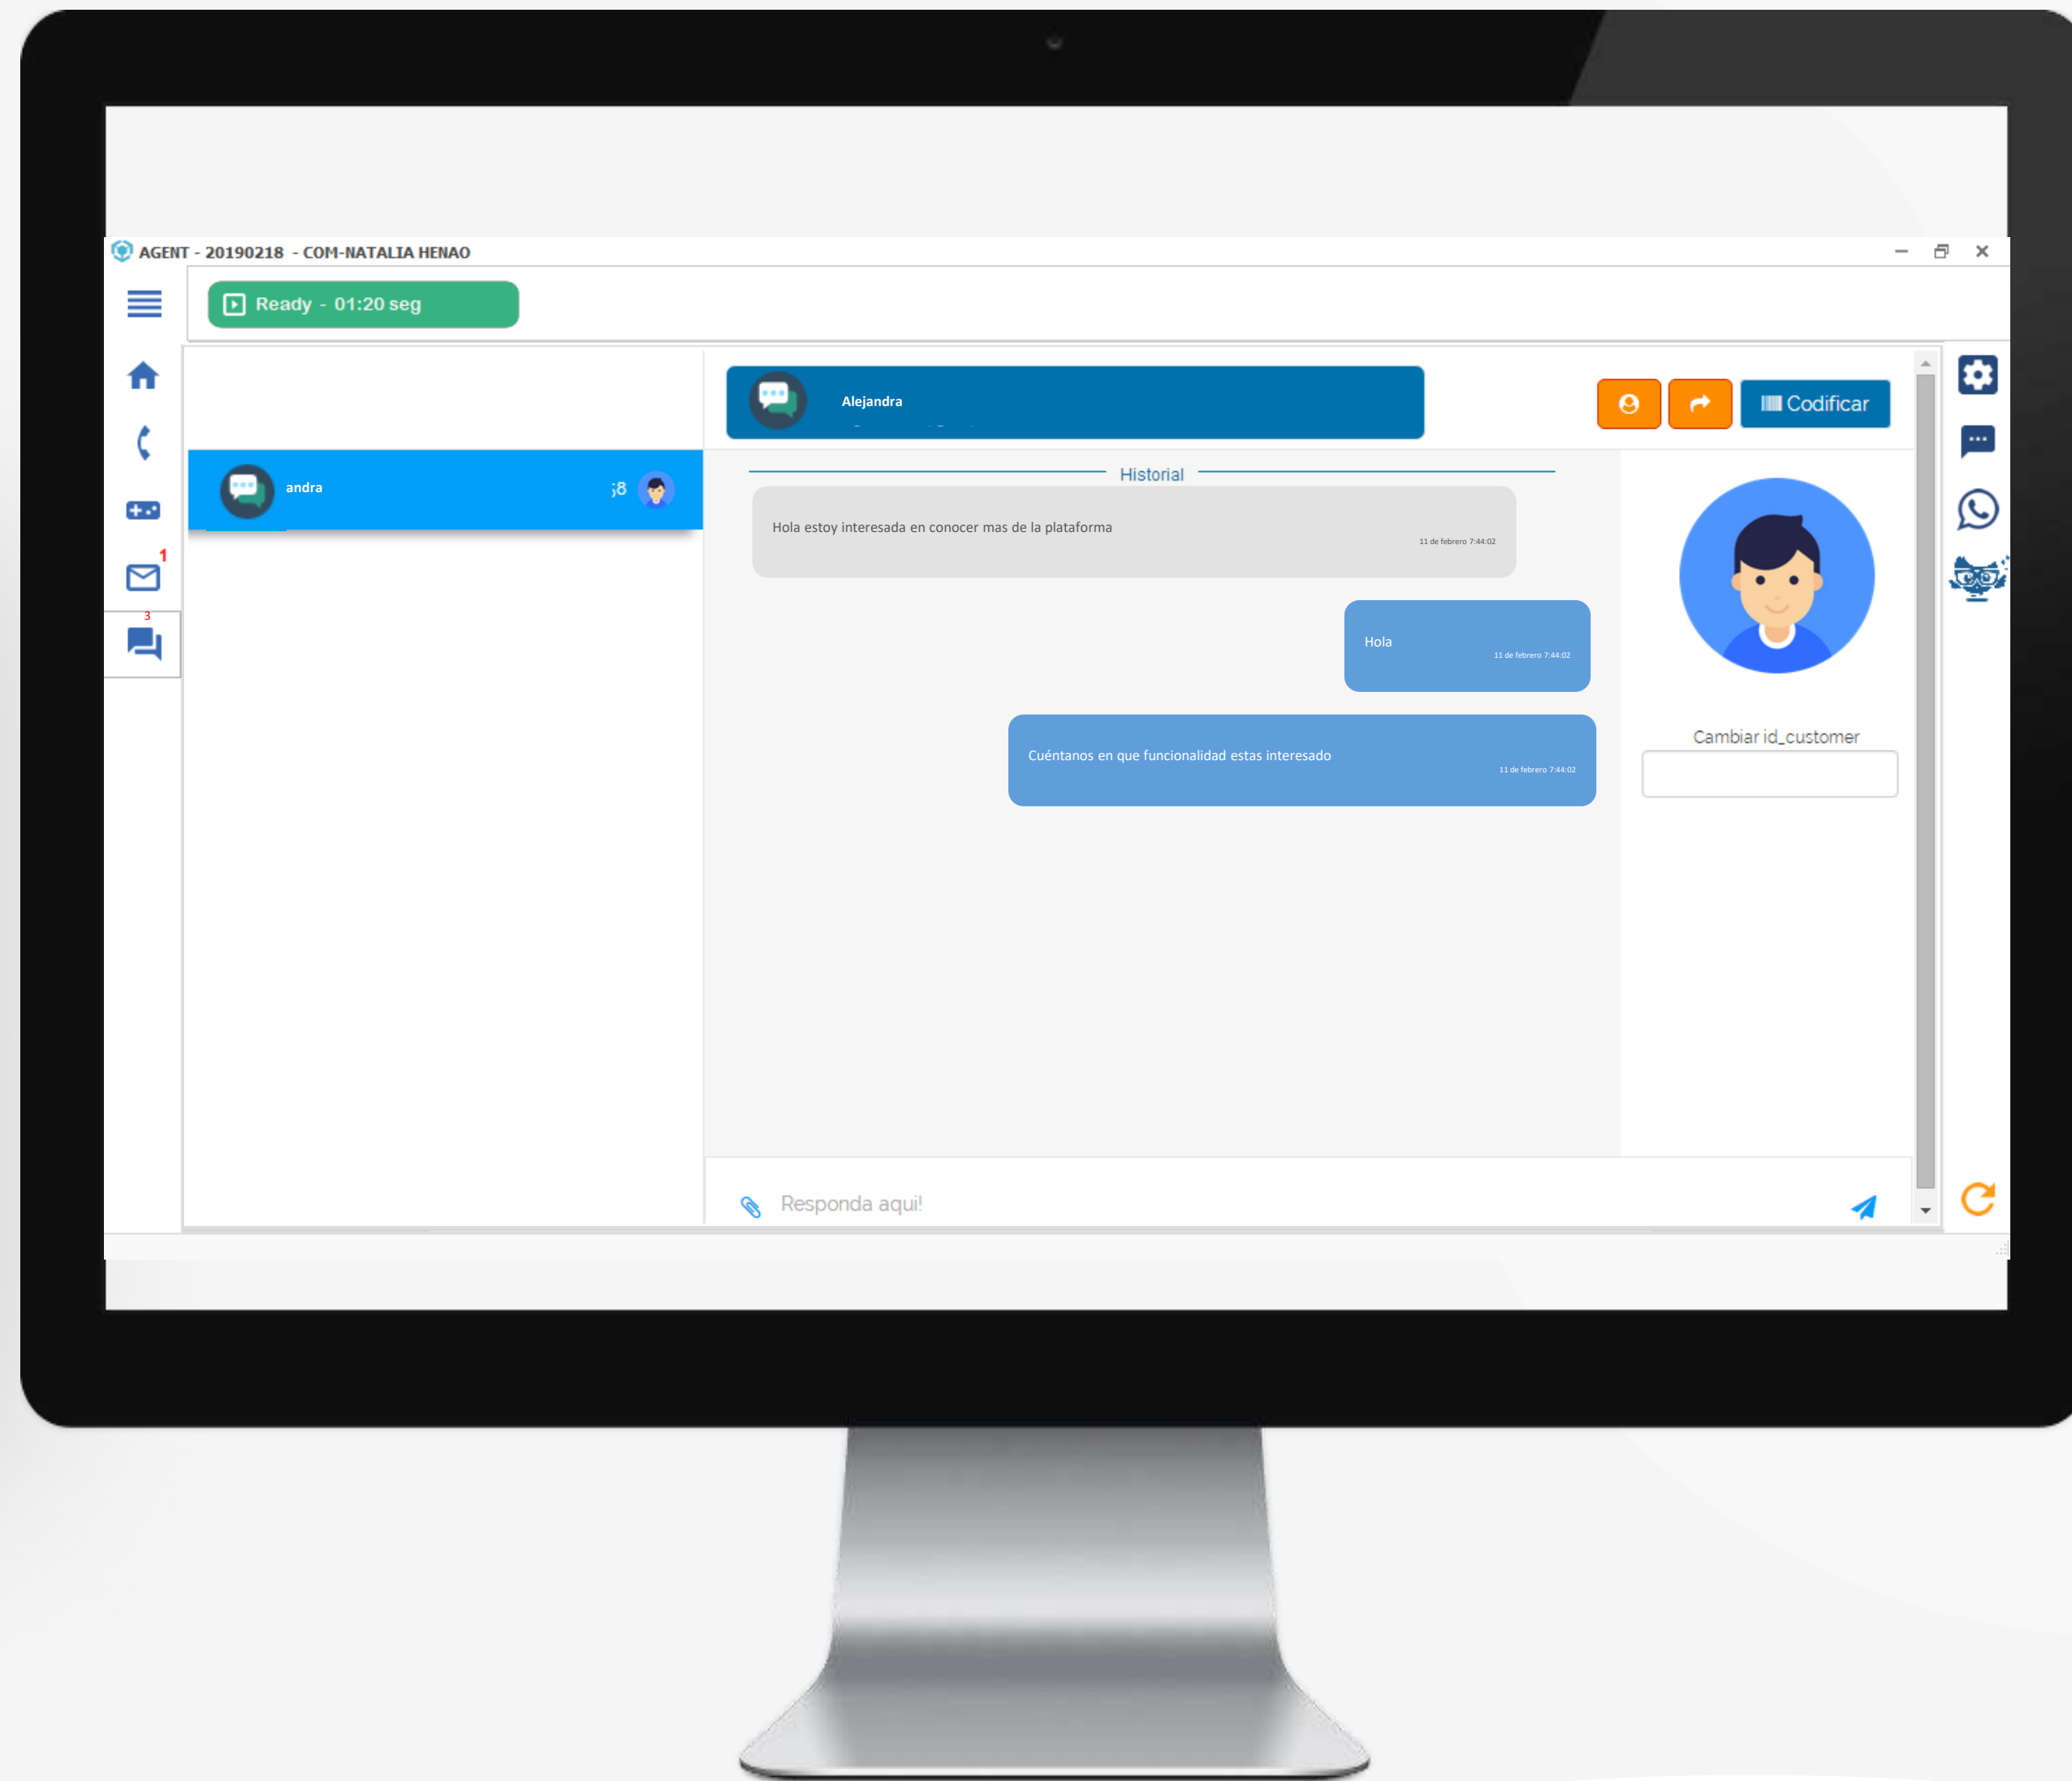 AGENT - 20190218 - COM-NATALIA HENAO
Ready - 01:20 seg
Alejandra
Codificar
andra
58
Historial
Hola estoy interesada en conocer mas de la plataforma
11 de febrero 7:44:02
1
3
Hola
11 de febrero 7:44:02
Cuéntanos en que funcionalidad estas interesado
11 de febrero 7:44:02
Cambiar id_customer
Responda aqui!